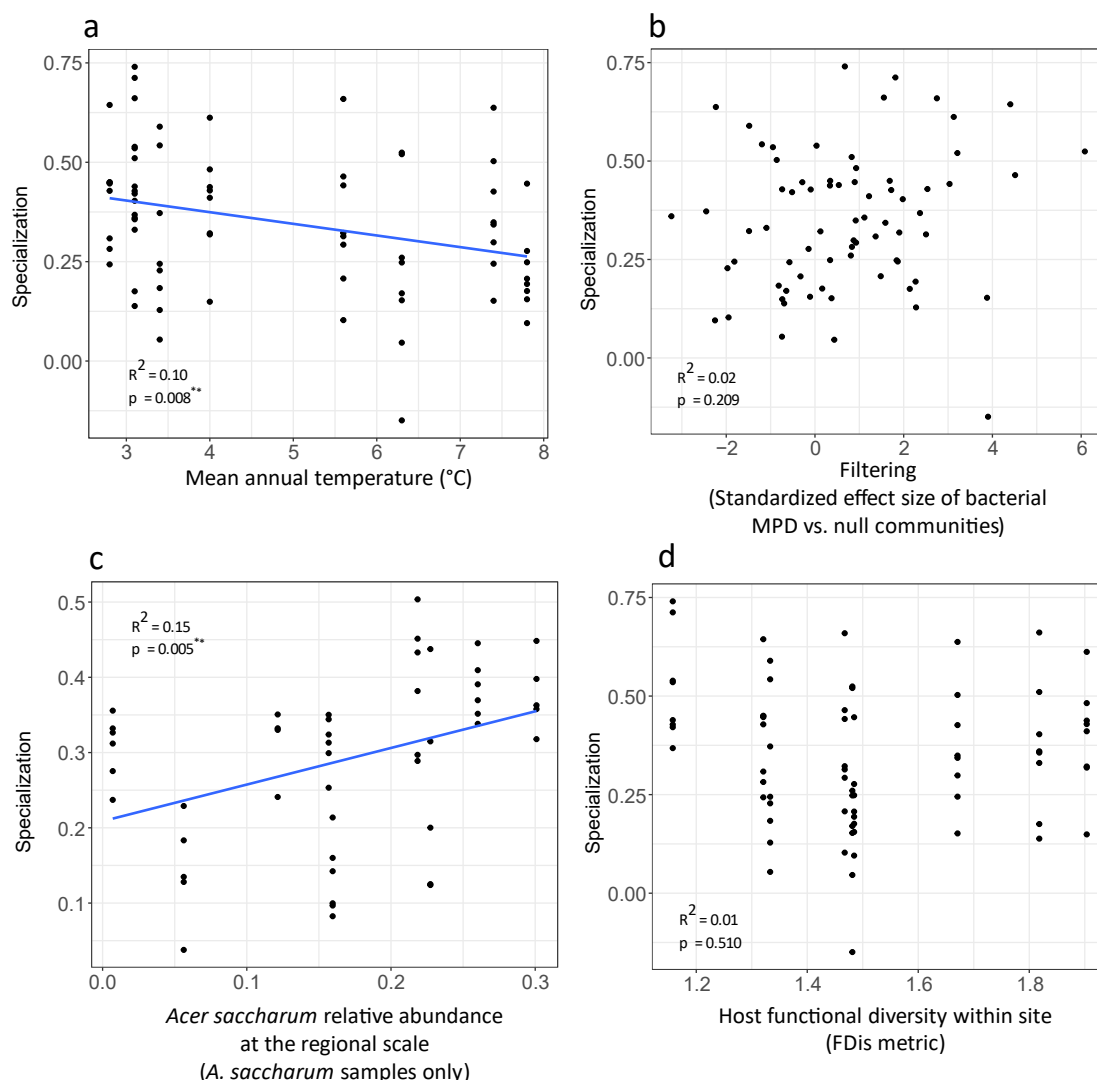 a
0.75
0.50
0.25
0.00
Specialization
R2 = 0.10
p = 0.008**
3 4 5 6 7 8
Mean annual temperature (°C)
b
0.75
0.50
0.25
0.00
Specialization
R2 = 0.02
p = 0.209
−2 0 2 4 6
Filtering
(Standardized effect size of bacterial
MPD vs. null communities)
c
0.5
0.4
0.3
0.2
0.1
Specialization
R2 = 0.15
p = 0.005**
0.0 0.1 0.2 0.3
Acer saccharum relative abundance
at the regional scale
(A. saccharum samples only)
d
0.75
0.50
0.25
0.00
Specialization
R2 = 0.01
p = 0.510
1.2 1.4 1.6 1.8
Host functional diversity within site
(FDis metric)